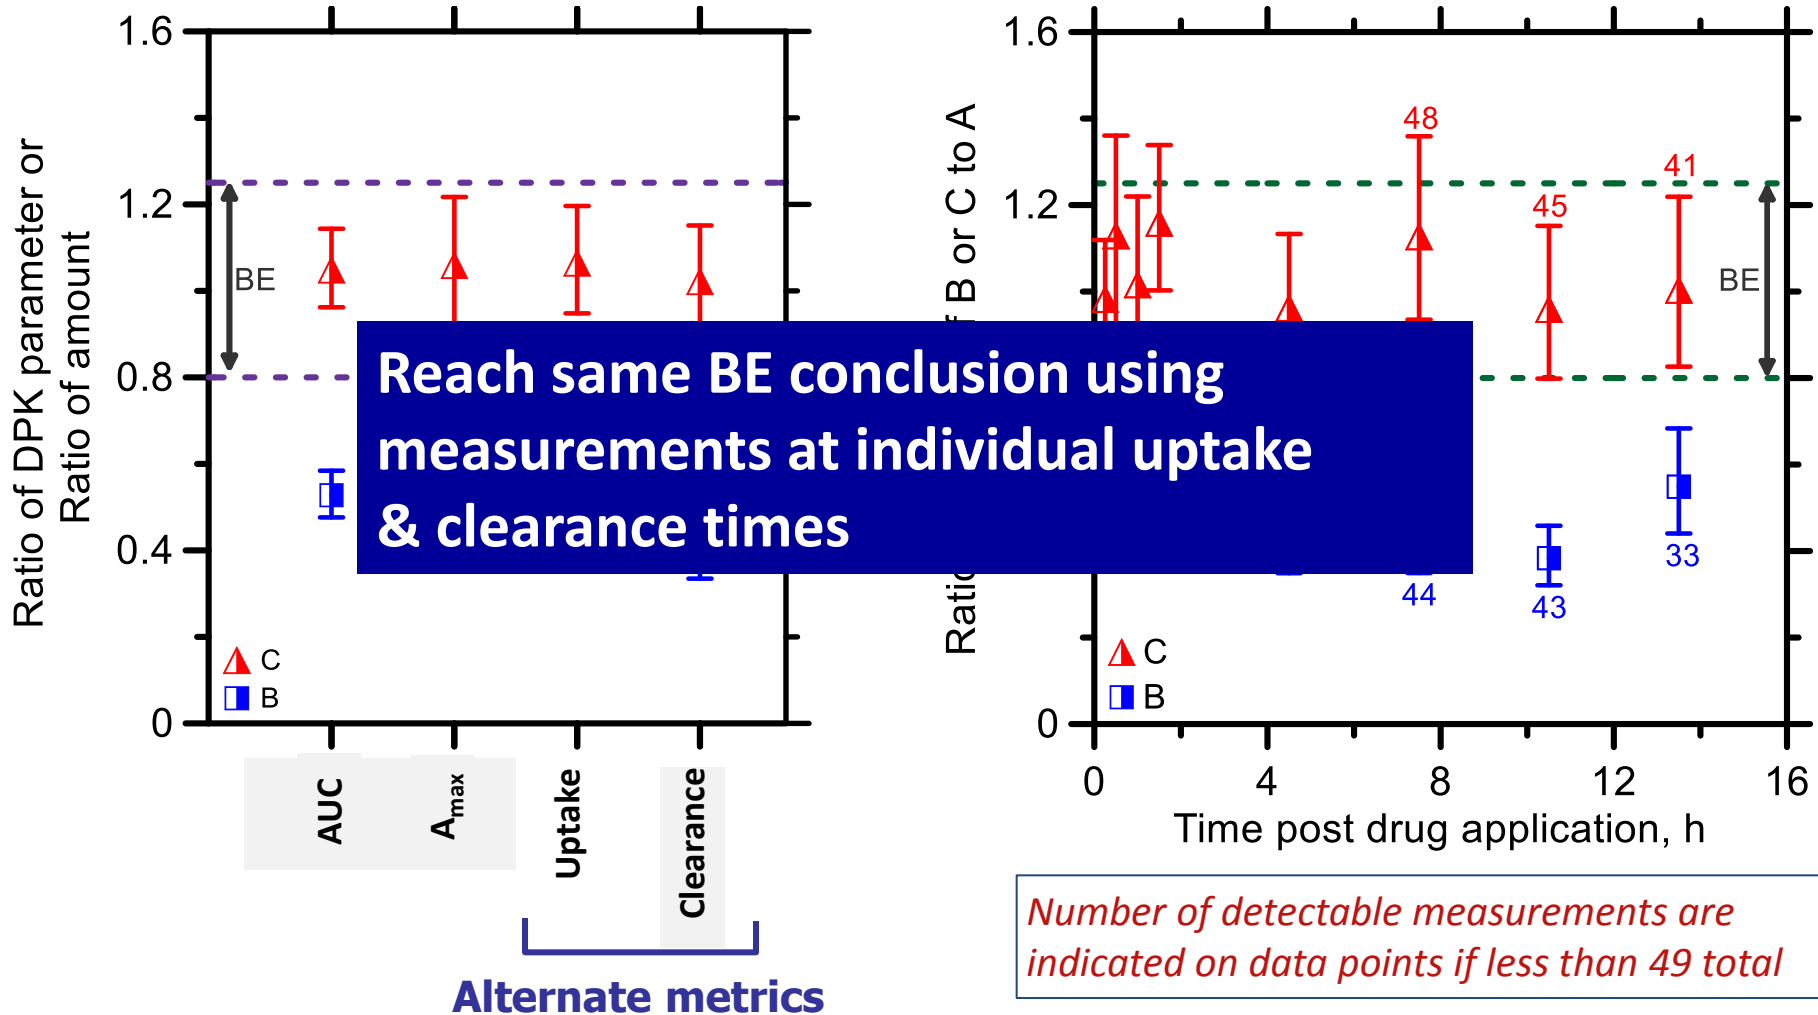 Ratio of DPK parameter or
Ratio of amount
1.6
1.2
0.8
0.4
0
BE
C
B
AUC
Amax
Uptake
Clearance
Alternate metrics
Reach same BE conclusion using
measurements at individual uptake
& clearance times
B or C to A
1.6
1.2
0
48
45
41
BE
44
43
33
C
B
0 4 8 12 16
Time post drug application, h
Number of detectable measurements are
indicated on data points if less than 49 total